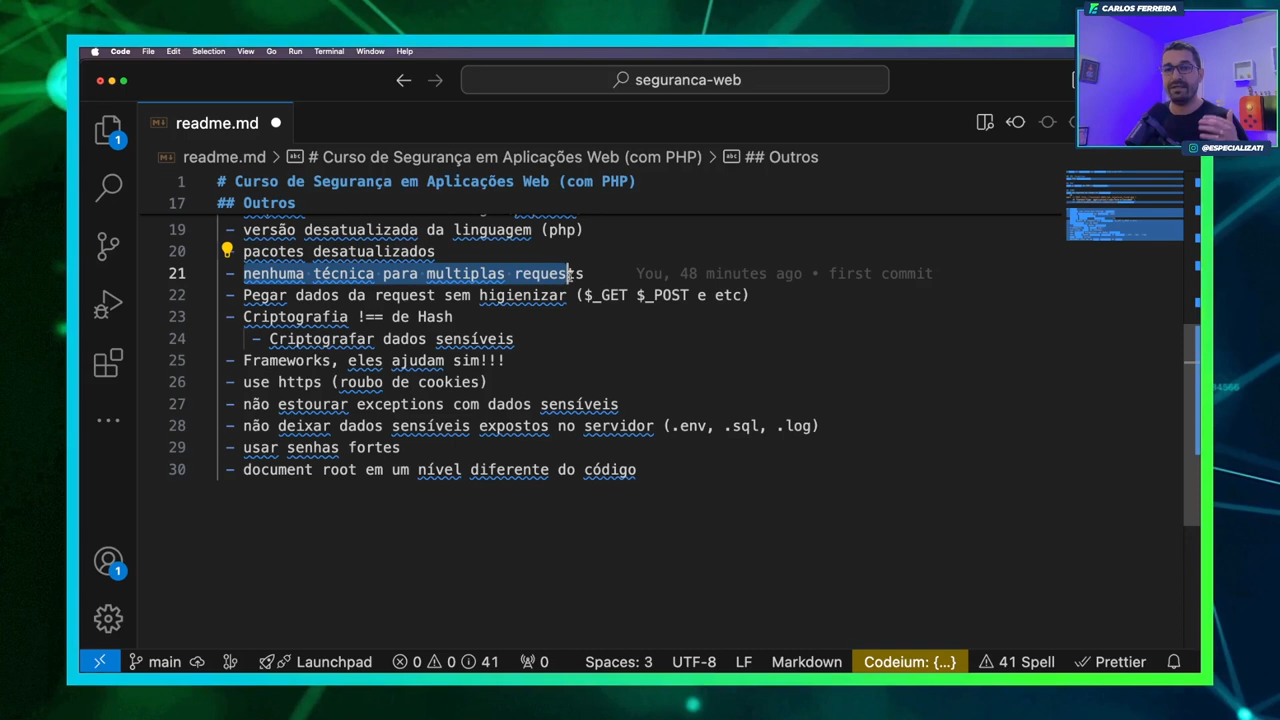 CARLOS FERREIRA
Code File Edit Selection View Go Run Terminal Window Help
seguranca-web
readme.md
@ESPECIALIZATI
readme.md > # Curso de Segurança em Aplicações Web (com PHP) > ## Outros
1 # Curso de Segurança em Aplicações Web (com PHP)
17 ## Outros
19 - versão desatualizada da linguagem (php)
20 - pacotes desatualizados
21 - nenhuma técnica para multiplas requests You, 48 minutes ago • first commit
22 - Pegar dados da request sem higienizar ($_GET $_POST e etc)
23 - Criptografia !== de Hash
24 - Criptografar dados sensíveis
25 - Frameworks, eles ajudam sim!!!
26 - use https (roubo de cookies)
27 - não estourar exceptions com dados sensíveis
28 - não deixar dados sensíveis expostos no servidor (.env, .sql, .log)
29 - usar senhas fortes
30 - document root em um nível diferente do código
1
1
main Launchpad 0 0 41 0 Spaces: 3 UTF-8 LF Markdown Codeium: {...} 41 Spell Prettier